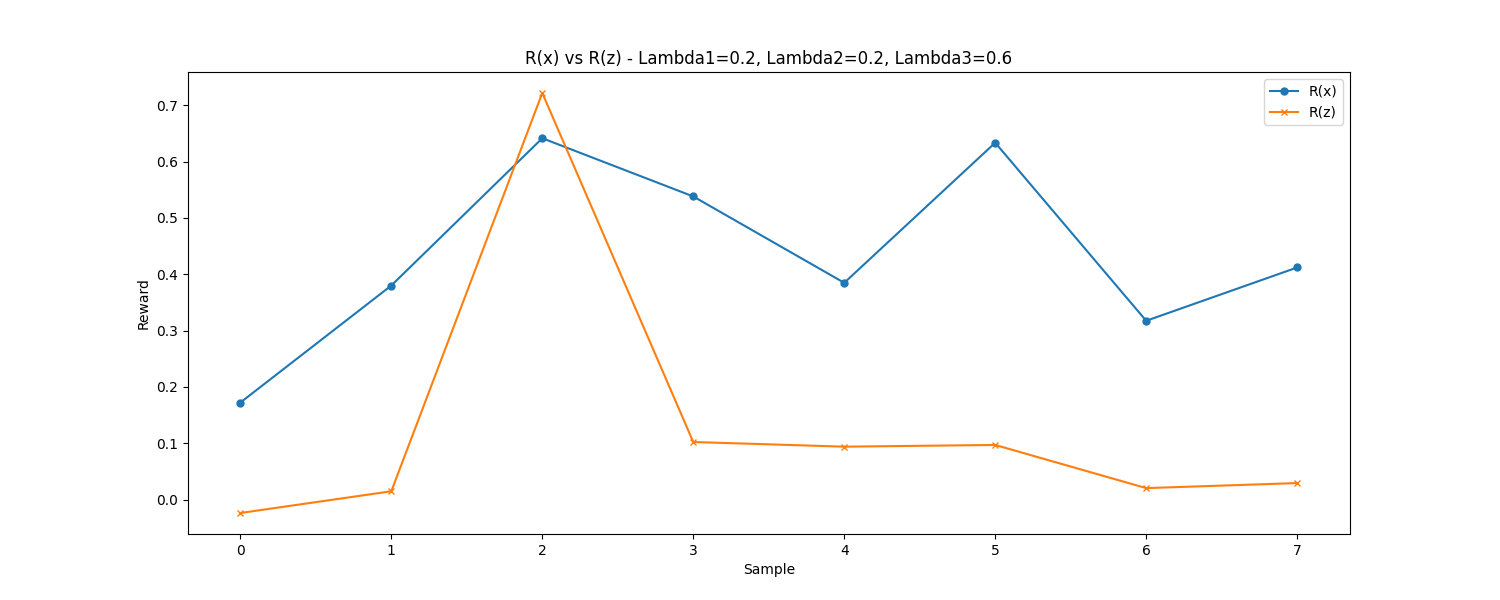 R(x) vs R(z) - Lambda1=0.2, Lambda2=0.2, Lambda3=0.6
R(x)
R(z)
0.7
0.6
0.5
0.4
0.3
0.2
0.1
0.0
Reward
0 1 2 3 4 5 6 7
Sample